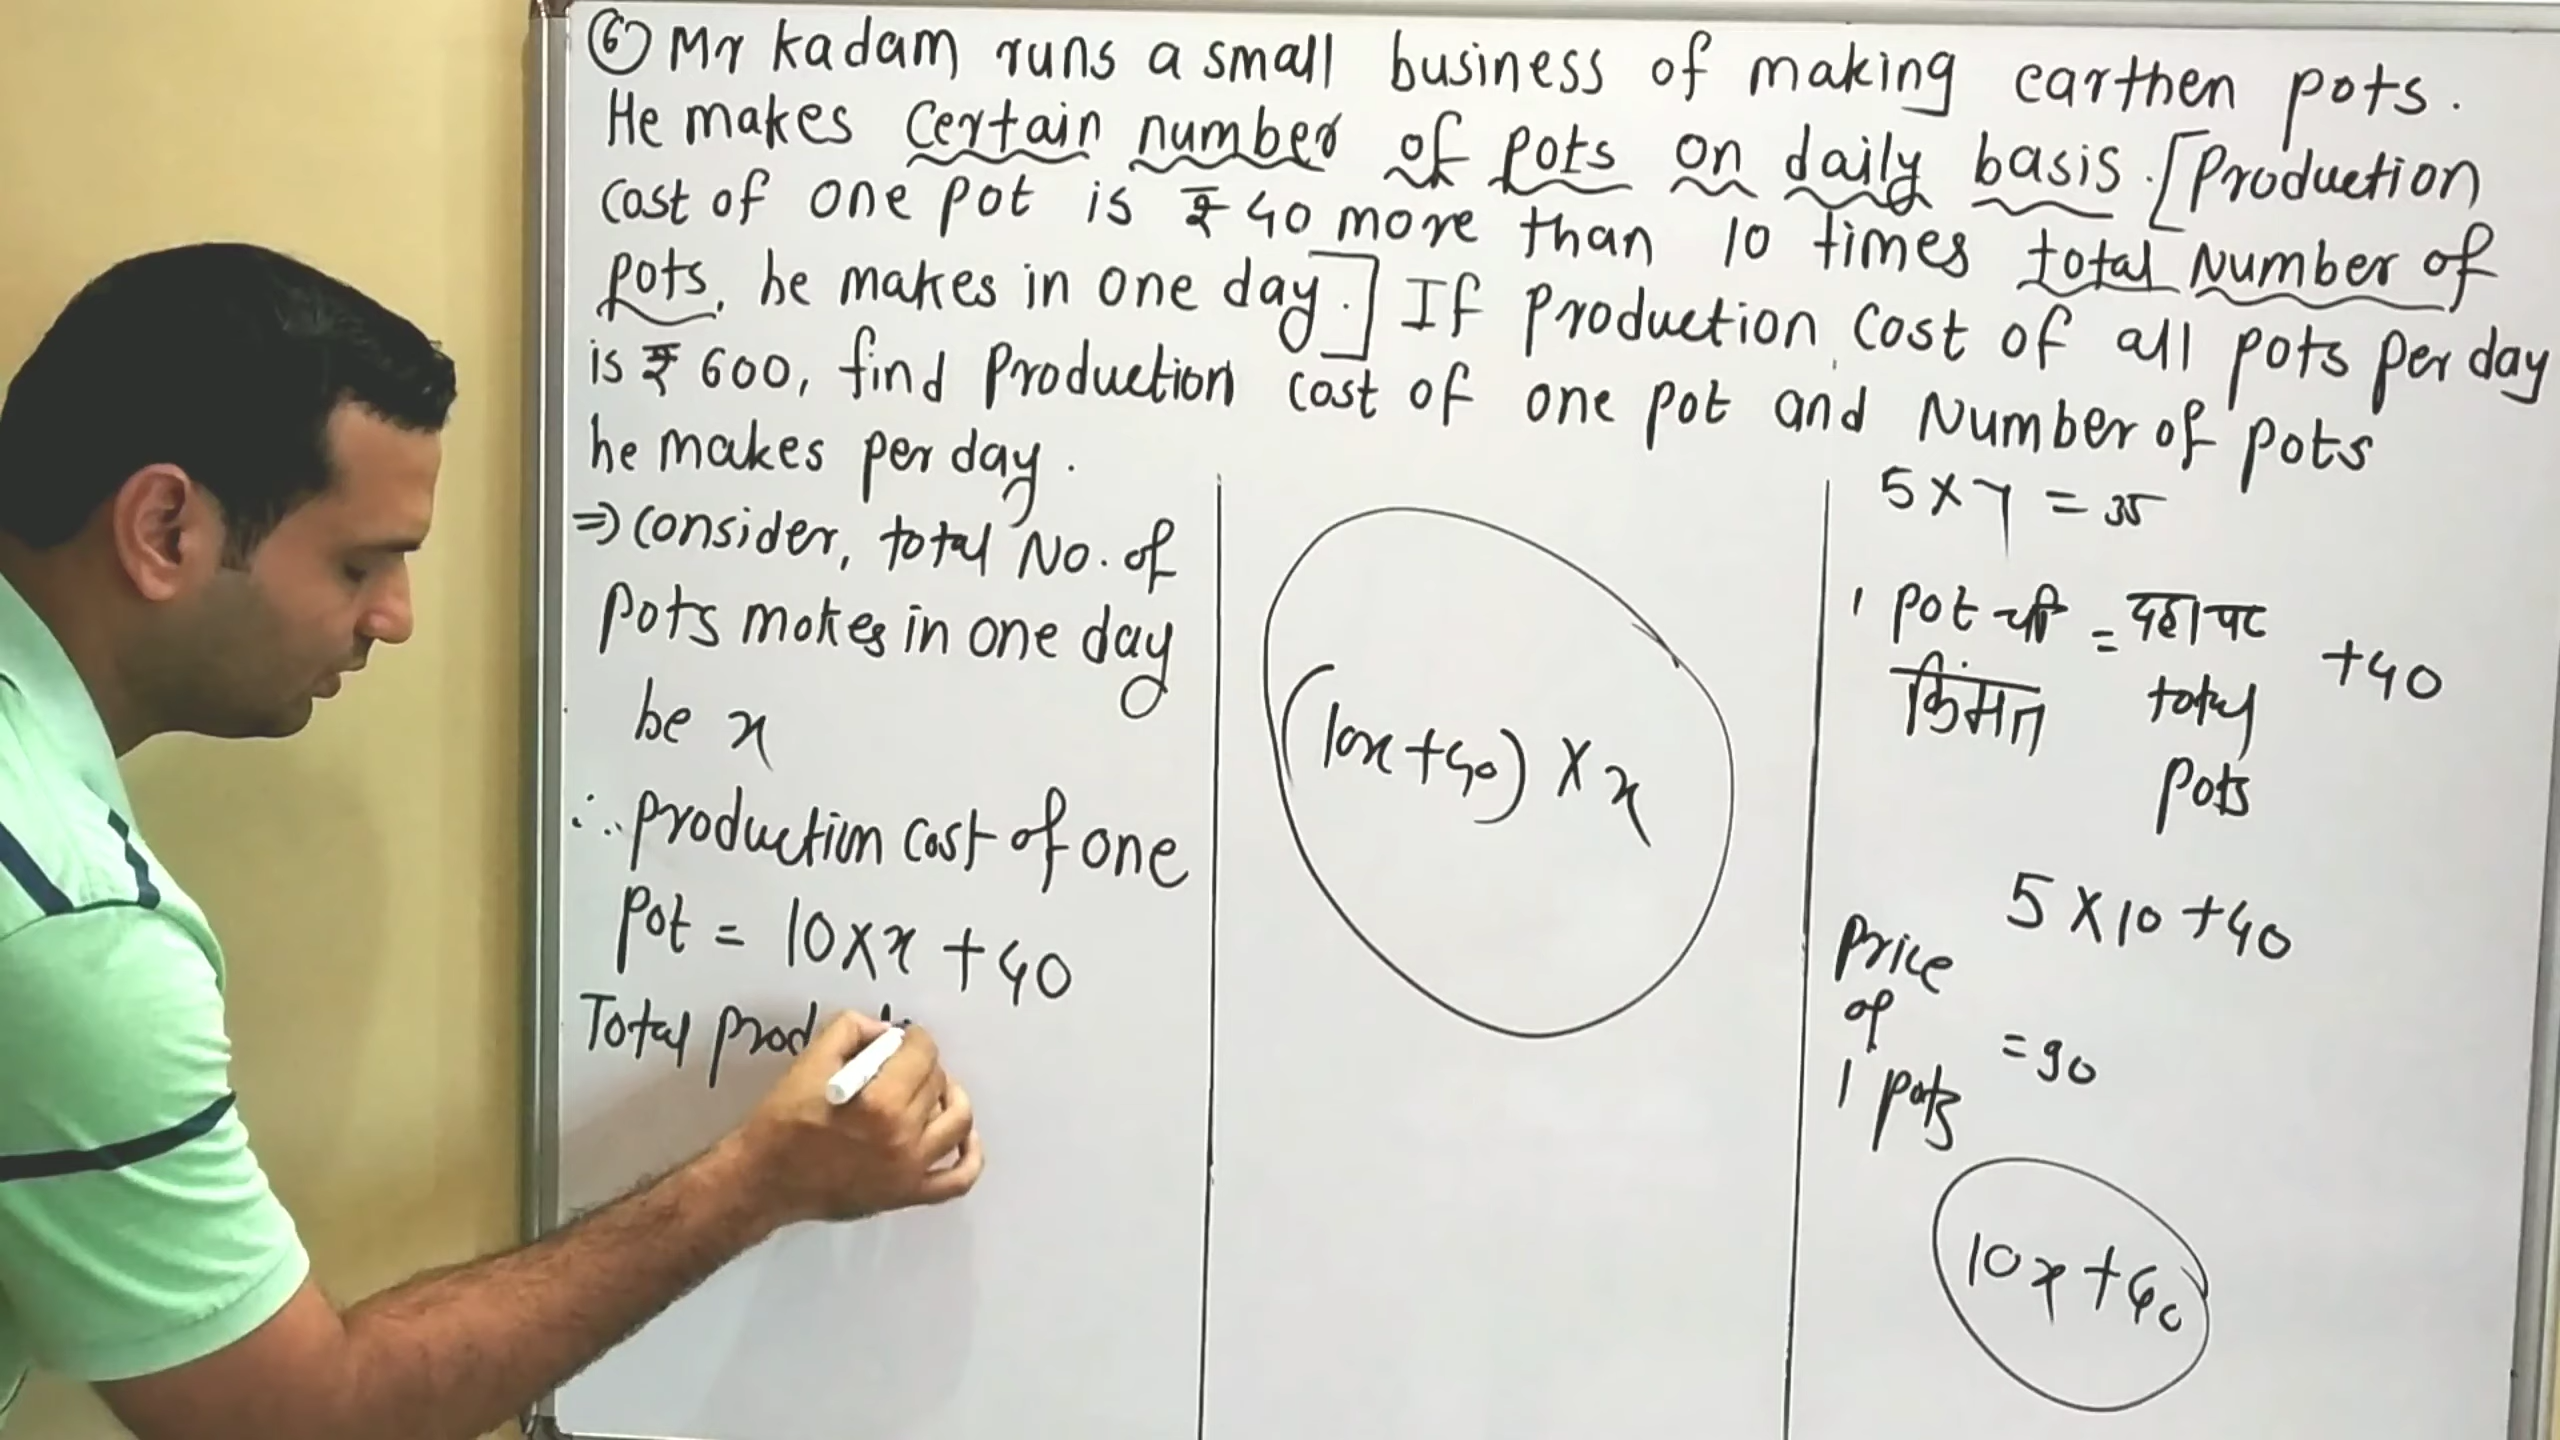 ⑥ Mr Kadam runs a small business of making earthen pots.
He makes certain number of pots on daily basis. [Production
cost of one pot is ₹ 40 more than 10 times total Number of
pots, he makes in one day.] If production cost of all pots per day
is ₹ 600, find production cost of one pot and Number of pots
he makes per day.
⇒ consider, total No. of
pots makes in one day
be x
∴ production cost of one
pot = 10 × x + 40
Total prod
(10x + 40) × x
5 × 7 = 35
1 pot ची = दहा पट + 40
किंमत total
pots
5 × 10 + 40
price
of = 90
1 pots
10x + 40